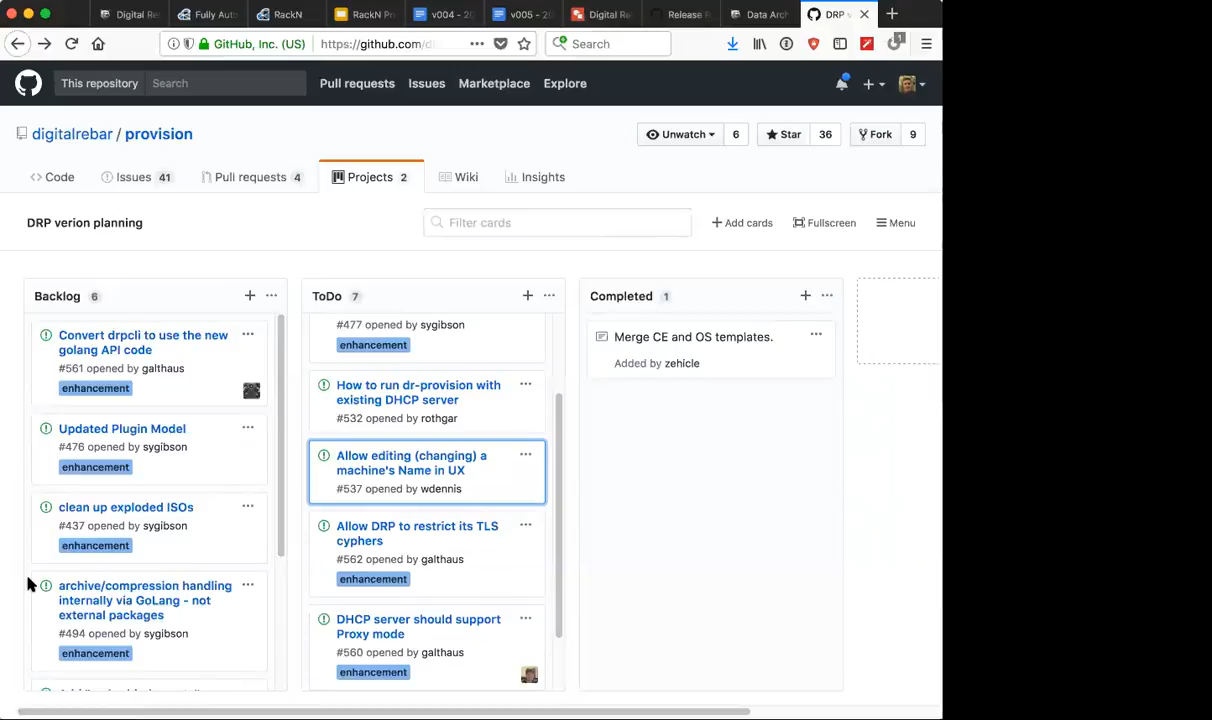 Digital Re
Fully Aut
RackN
RackN Pr
v004 - 20
v005 - 20
Digital Re
Release
Data Arch
DRP v
GitHub, Inc. (US)
https://github.com/di
Search
This repository
Search
Pull requests
Issues
Marketplace
Explore
digitalrebar / provision
Unwatch
6
Star
36
Fork
9
Code
Issues 41
Pull requests 4
Projects 2
Wiki
Insights
DRP verion planning
Filter cards
Add cards
Fullscreen
Menu
Backlog 6
Convert drpcli to use the new
golang API code
#561 opened by galthaus
enhancement
Updated Plugin Model
#476 opened by sygibson
enhancement
clean up exploded ISOs
#437 opened by sygibson
enhancement
archive/compression handling
internally via GoLang - not
external packages
#494 opened by sygibson
enhancement
ToDo 7
#477 opened by sygibson
enhancement
How to run dr-provision with
existing DHCP server
#532 opened by rothgar
Allow editing (changing) a
machine's Name in UX
#537 opened by wdennis
Allow DRP to restrict its TLS
cyphers
#562 opened by galthaus
enhancement
DHCP server should support
Proxy mode
#560 opened by galthaus
enhancement
Completed 1
Merge CE and OS templates.
Added by zehicle